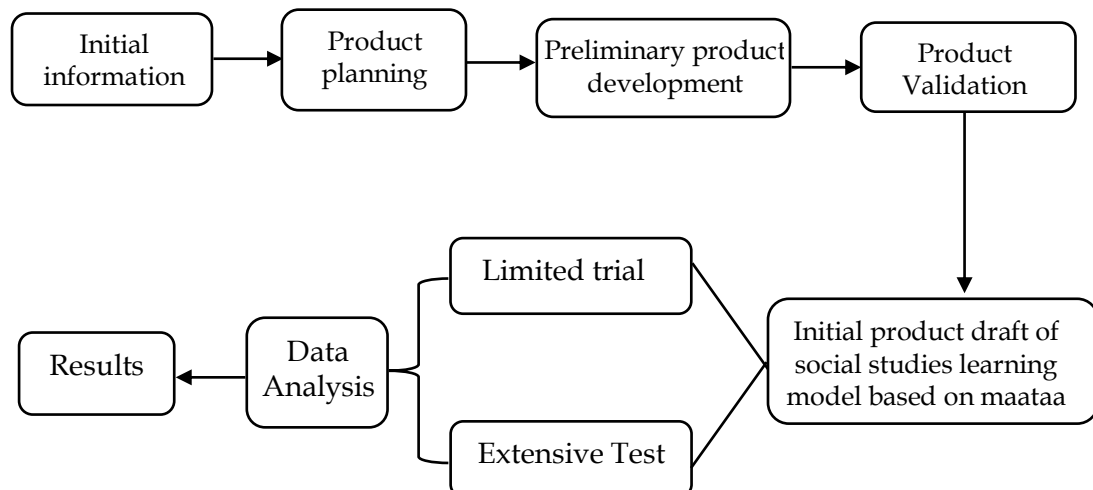 Initial
information
Product
planning
Preliminary product
development
Product
Validation
Limited trial
Initial product draft of
social studies learning
model based on maataa
Results
Data
Analysis
Extensive Test